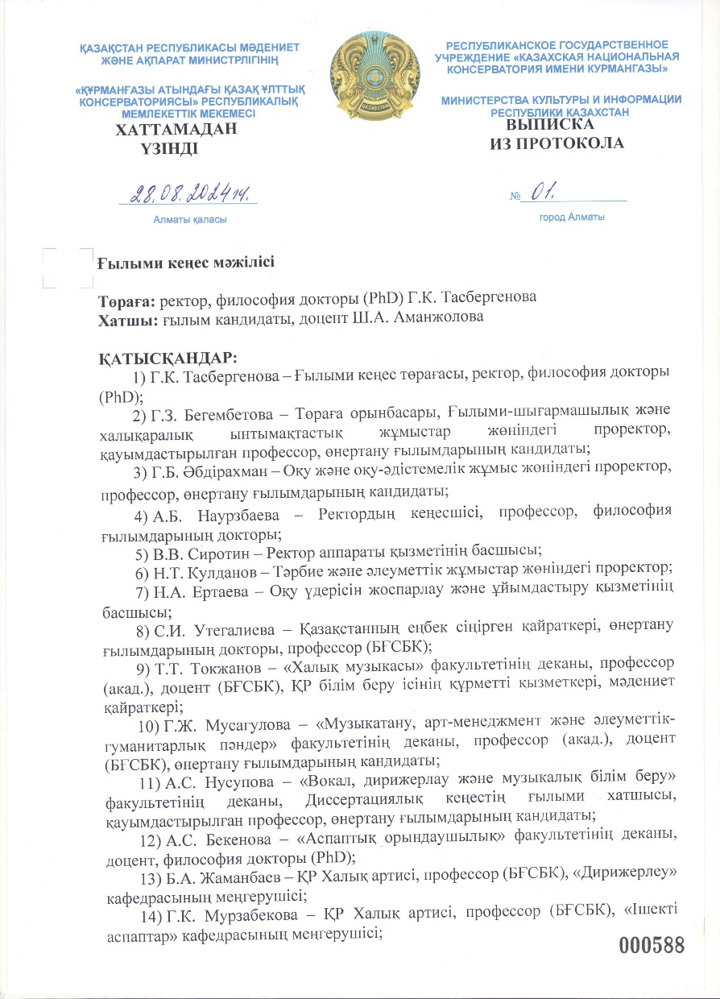 ҚАЗАҚСТАН РЕСПУБЛИКАСЫ МӘДЕНИЕТ
ЖӘНЕ АҚПАРАТ МИНИСТРЛІГІНІҢ
«ҚҰРМАНҒАЗЫ АТЫНДАҒЫ ҚАЗАҚ ҰЛТТЫҚ
КОНСЕРВАТОРИЯСЫ» РЕСПУБЛИКАЛЫҚ
МЕМЛЕКЕТТІК МЕКЕМЕСІ
ХАТТАМАДАН
ҮЗІНДІ
QAZAQSTAN
РЕСПУБЛИКАНСКОЕ ГОСУДАРСТВЕННОЕ
УЧРЕЖДЕНИЕ «КАЗАХСКАЯ НАЦИОНАЛЬНАЯ
КОНСЕРВАТОРИЯ ИМЕНИ КУРМАНГАЗЫ»
МИНИСТЕРСТВА КУЛЬТУРЫ И ИНФОРМАЦИИ
РЕСПУБЛИКИ КАЗАХСТАН
ВЫПИСКА
ИЗ ПРОТОКОЛА
28.08.2024 ж.
№ 01.
Алматы қаласы
город Алматы
Ғылыми кеңес мәжілісі
Төраға: ректор, философия докторы (PhD) Г.К. Тасбергенова
Хатшы: ғылым кандидаты, доцент Ш.А. Аманжолова
ҚАТЫСҚАНДАР:
1) Г.К. Тасбергенова – Ғылыми кеңес төрағасы, ректор, философия докторы
(PhD);
2) Г.З. Бегембетова – Төраға орынбасары, Ғылыми-шығармашылық және
халықаралық ынтымақтастық жұмыстар жөніндегі проректор,
қауымдастырылған профессор, өнертану ғылымдарының кандидаты;
3) Г.Б. Әбдірахман – Оқу және оқу-әдістемелік жұмыс жөніндегі проректор,
профессор, өнертану ғылымдарының кандидаты;
4) А.Б. Наурзбаева – Ректордың кеңесшісі, профессор, философия
ғылымдарының докторы;
5) В.В. Сиротин – Ректор аппараты қызметінің басшысы;
6) Н.Т. Кулданов – Тәрбие және әлеуметтік жұмыстар жөніндегі проректор;
7) Н.А. Ертаева – Оқу үдерісін жоспарлау және ұйымдастыру қызметінің
басшысы;
8) С.И. Утегалиева – Қазақстанның еңбек сіңірген қайраткері, өнертану
ғылымдарының докторы, профессор (БҒСБК);
9) Т.Т. Токжанов – «Халық музыкасы» факультетінің деканы, профессор
(акад.), доцент (БҒСБК), ҚР білім беру ісінің құрметті қызметкері, мәдениет
қайраткері;
10) Г.Ж. Мусагулова – «Музыкатану, арт-менеджмент және әлеуметтік-
гуманитарлық пәндер» факультетінің деканы, профессор (акад.), доцент
(БҒСБК), өнертану ғылымдарының кандидаты;
11) А.С. Нусупова – «Вокал, дирижерлау және музыкалық білім беру»
факультетінің деканы, Диссертациялық кеңестің ғылыми хатшысы,
қауымдастырылған профессор, өнертану ғылымдарының кандидаты;
12) А.С. Бекенова – «Аспаптық орындаушылық» факультетінің деканы,
доцент, философия докторы (PhD);
13) Б.А. Жаманбаев – ҚР Халық артисі, профессор (БҒСБК), «Дирижерлеу»
кафедрасының меңгерушісі;
14) Г.К. Мурзабекова – ҚР Халық артисі, профессор (БҒСБК), «Ішекті
аспаптар» кафедрасының меңгерушісі;
000588